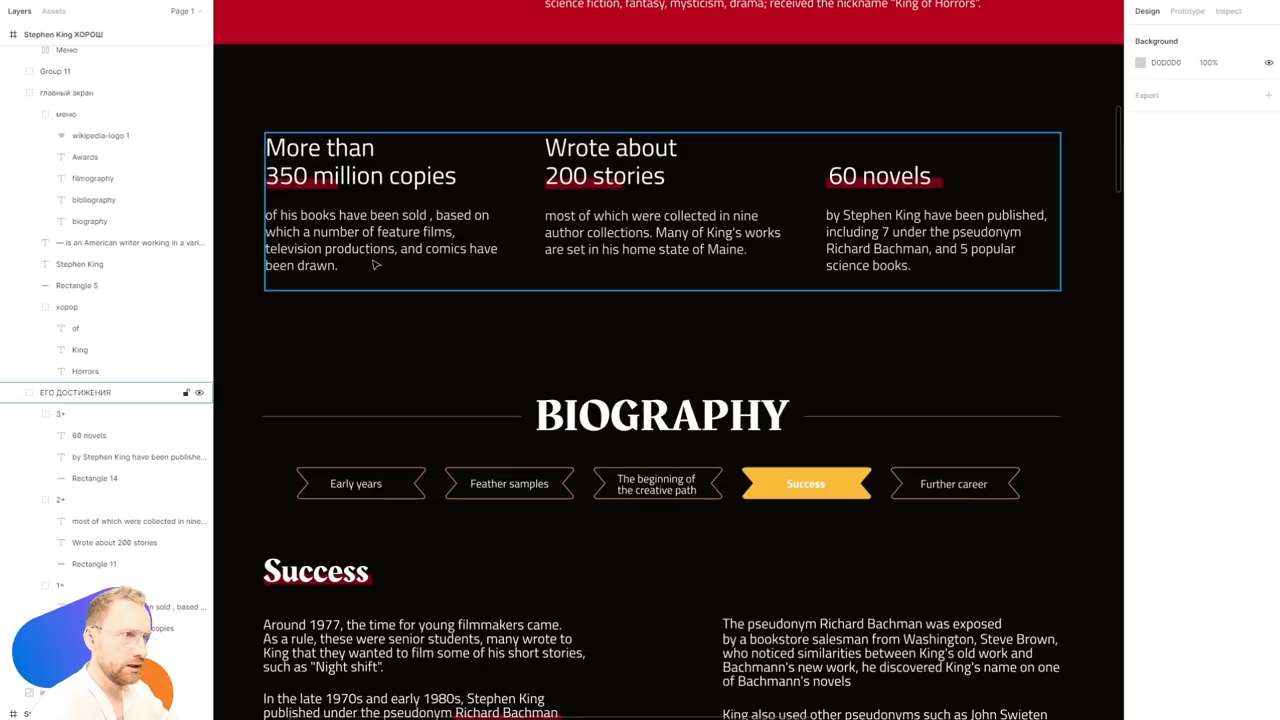 Layers
Assets
Page 1
Stephen King ХОРОШ
Меню
Group 11
главный экран
меню
wikipedia-logo 1
Awards
filmography
bibliography
biography
— is an American writer working in a vari...
Stephen King
Rectangle 5
хорор
of
King
Horrors
ЕГО ДОСТИЖЕНИЯ
3+
60 novels
by Stephen King have been publishe...
Rectangle 14
2+
most of which were collected in nine...
Wrote about 200 stories
Rectangle 11
1+
n sold , based ...
copies
science fiction, fantasy, mysticism, drama; received the nickname "King of Horrors".
More than
350 million copies
of his books have been sold , based on
which a number of feature films,
television productions, and comics have
been drawn.
Wrote about
200 stories
most of which were collected in nine
author collections. Many of King's works
are set in his home state of Maine.
60 novels
by Stephen King have been published,
including 7 under the pseudonym
Richard Bachman, and 5 popular
science books.
BIOGRAPHY
Early years
Feather samples
The beginning of
the creative path
Success
Further career
Success
Around 1977, the time for young filmmakers came.
As a rule, these were senior students, many wrote to
King that they wanted to film some of his short stories,
such as "Night shift".
In the late 1970s and early 1980s, Stephen King
published under the pseudonym Richard Bachman
The pseudonym Richard Bachman was exposed
by a bookstore salesman from Washington, Steve Brown,
who noticed similarities between King's old work and
Bachmann's new work, he discovered King's name on one
of Bachmann's novels
King also used other pseudonyms such as John Swieten
Design
Prototype
Inspect
Background
D0D0D0
100%
Export